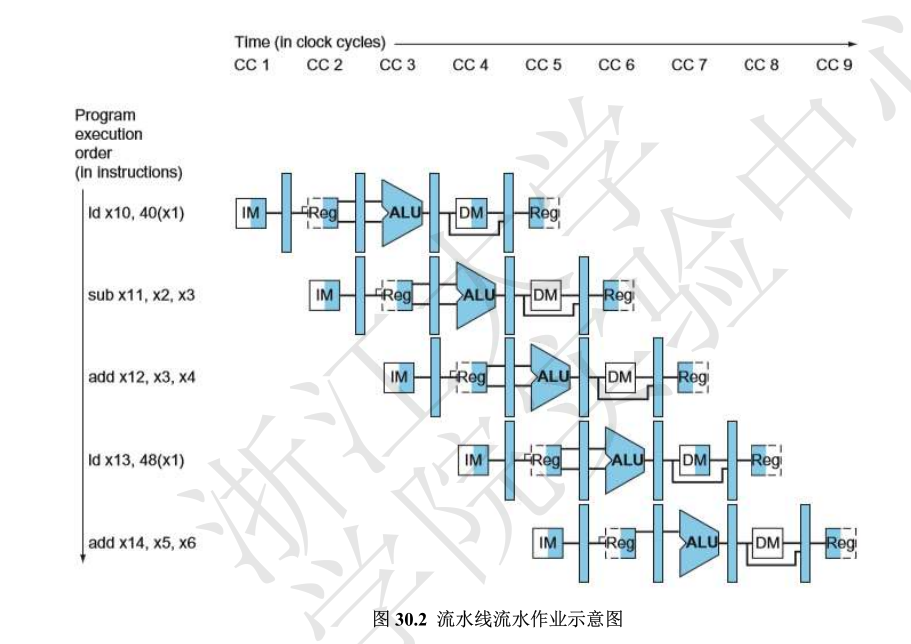 Time (in clock cycles)
CC 1 CC 2 CC 3 CC 4 CC 5 CC 6 CC 7 CC 8 CC 9
Program
execution
order
(in instructions)
ld x10, 40(x1) IM Reg ALU DM Reg
sub x11, x2, x3 IM Reg ALU DM Reg
add x12, x3, x4 IM Reg ALU DM Reg
ld x13, 48(x1) IM Reg ALU DM Reg
add x14, x5, x6 IM Reg ALU DM Reg
图 30.2 流水线流水作业示意图
浙江大学
学院实验中心